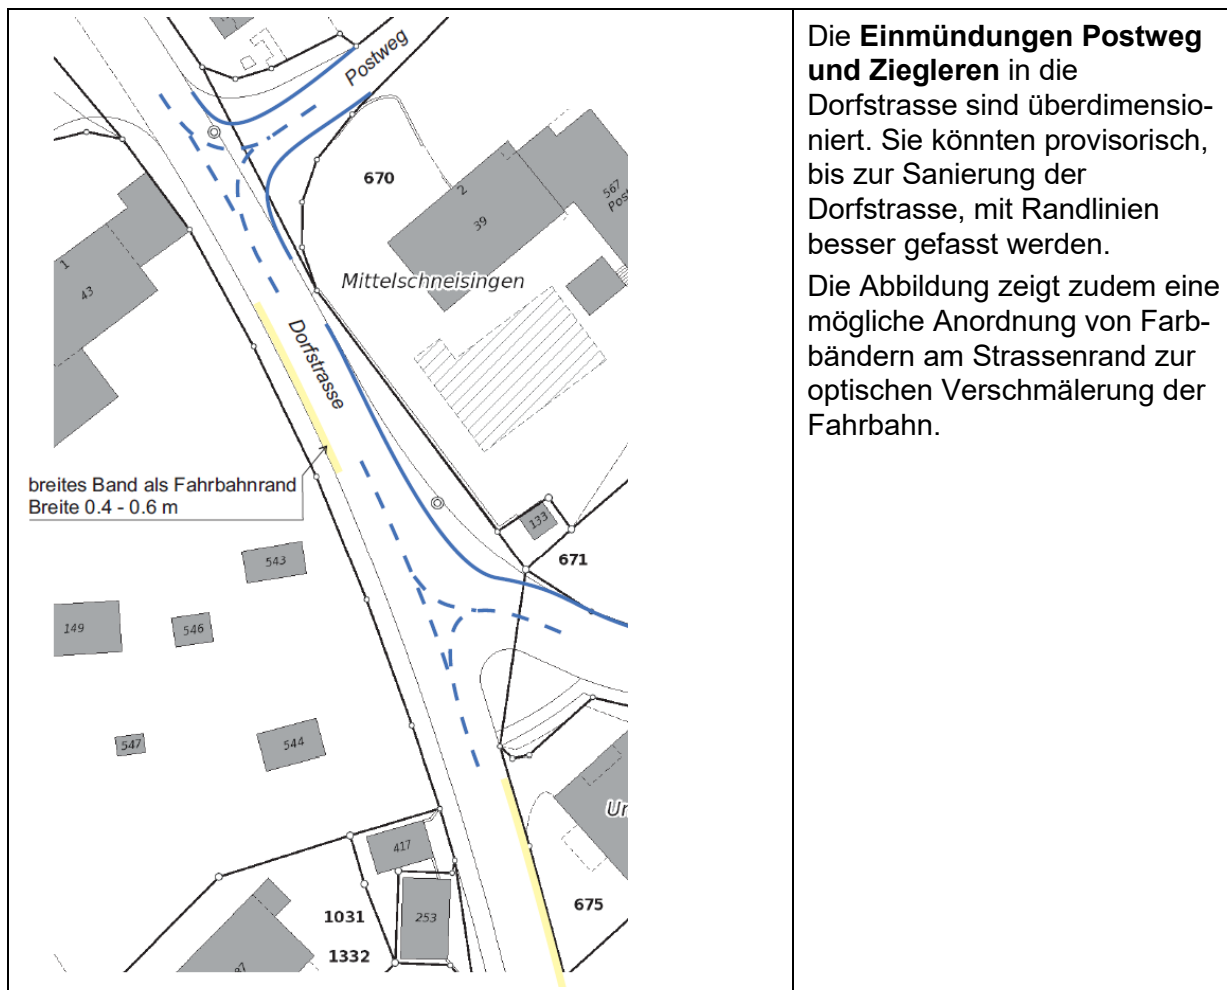 Postweg
670
2
39
567
Post
1
43
Mittelschneisingen
Dorfstrasse
breites Band als Fahrbahnrand
Breite 0.4 - 0.6 m
133
671
543
149
546
547
544
Un
417
675
1031
253
1332
Die Einmündungen Postweg
und Ziegleren in die
Dorfstrasse sind überdimensio-
niert. Sie könnten provisorisch,
bis zur Sanierung der
Dorfstrasse, mit Randlinien
besser gefasst werden.
Die Abbildung zeigt zudem eine
mögliche Anordnung von Farb-
bändern am Strassenrand zur
optischen Verschmälerung der
Fahrbahn.